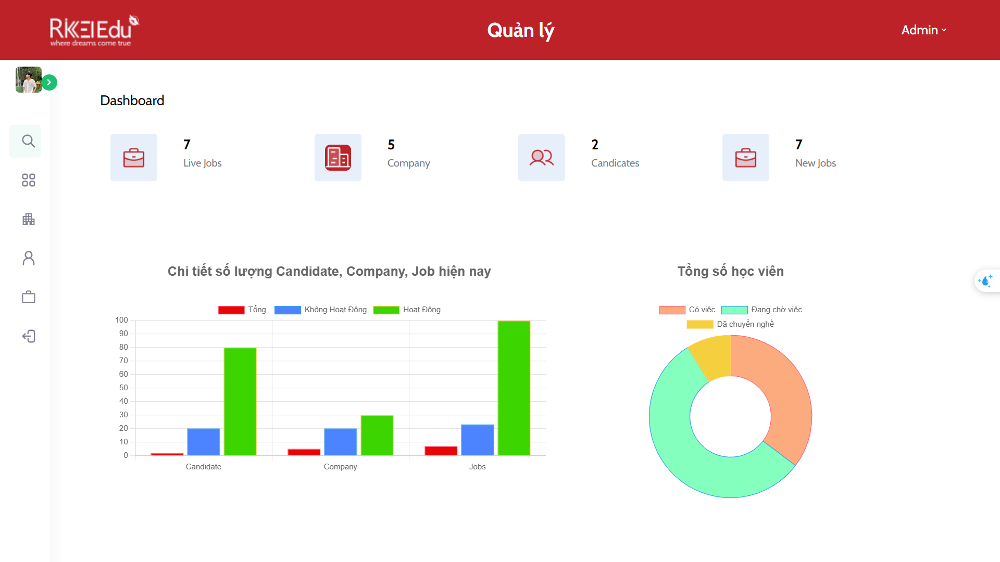 RIKKEI Edu
where dreams come true
Quản lý
Admin
Dashboard
7
Live Jobs
5
Company
2
Candicates
7
New Jobs
Chi tiết số lượng Candidate, Company, Job hiện nay
Tổng Không Hoạt Động Hoạt Động
100
90
80
70
60
50
40
30
20
10
0
Candidate Company Jobs
Tổng số học viên
Có việc Đang chờ việc
Đã chuyển nghề